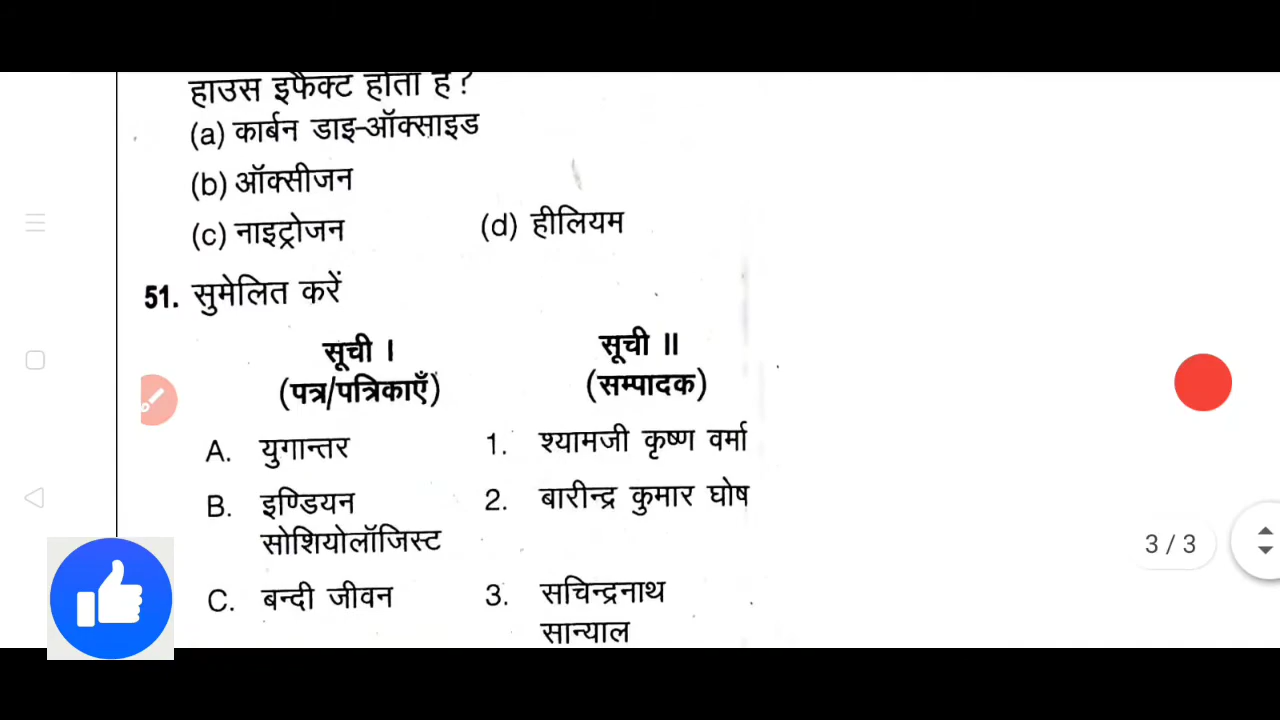 हाउस इफैक्ट होता है?
(a) कार्बन डाइ-ऑक्साइड
(b) ऑक्सीजन
(c) नाइट्रोजन (d) हीलियम
51. सुमेलित करें
सूची I सूची II
(पत्र/पत्रिकाएँ) (सम्पादक)
A. युगान्तर 1. श्यामजी कृष्ण वर्मा
B. इण्डियन 2. बारीन्द्र कुमार घोष
सोशियोलॉजिस्ट
C. बन्दी जीवन 3. सचिन्द्रनाथ
सान्याल
3 / 3